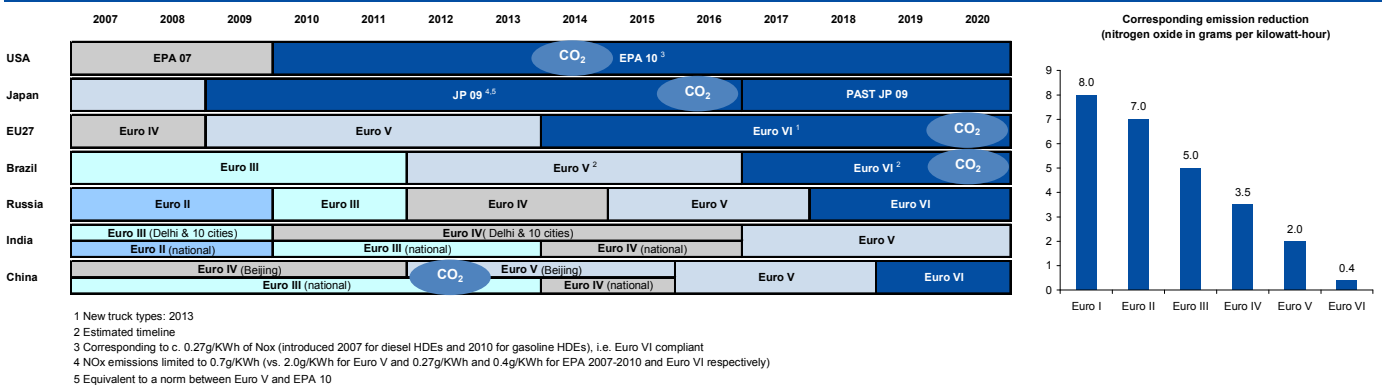 2007 2008 2009 2010 2011 2012 2013 2014 2015 2016 2017 2018 2019 2020
USA EPA 07 CO2 EPA 10 3
Japan JP 09 4,5 CO2 PAST JP 09
EU27 Euro IV Euro V Euro VI 1 CO2
Brazil Euro III Euro V 2 Euro VI 2 CO2
Russia Euro II Euro III Euro IV Euro V Euro VI
India
Euro III (Delhi & 10 cities) Euro IV( Delhi & 10 cities) Euro V
Euro II (national) Euro III (national) Euro IV (national)
China
Euro IV (Beijing) CO2 Euro V (Beijing) Euro V Euro VI
Euro III (national) Euro IV (national)
1 New truck types: 2013
2 Estimated timeline
3 Corresponding to c. 0.27g/KWh of Nox (introduced 2007 for diesel HDEs and 2010 for gasoline HDEs), i.e. Euro VI compliant
4 NOx emissions limited to 0.7g/KWh (vs. 2.0g/KWh for Euro V and 0.27g/KWh and 0.4g/KWh for EPA 2007-2010 and Euro VI respectively)
5 Equivalent to a norm between Euro V and EPA 10
Corresponding emission reduction
(nitrogen oxide in grams per kilowatt-hour)
9
8
7
6
5
4
3
2
1
0
8.0
7.0
5.0
3.5
2.0
0.4
Euro I Euro II Euro III Euro IV Euro V Euro VI